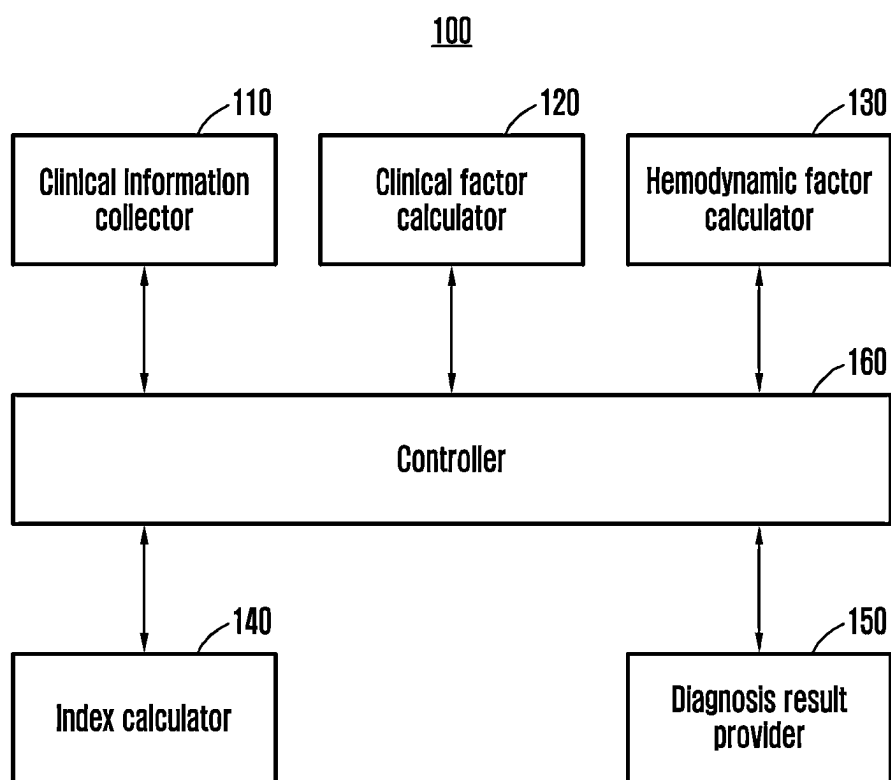 100
110
120
130
Clinical information
collector
Clinical factor
calculator
Hemodynamic factor
calculator
160
Controller
140
150
Index calculator
Diagnosis result
provider